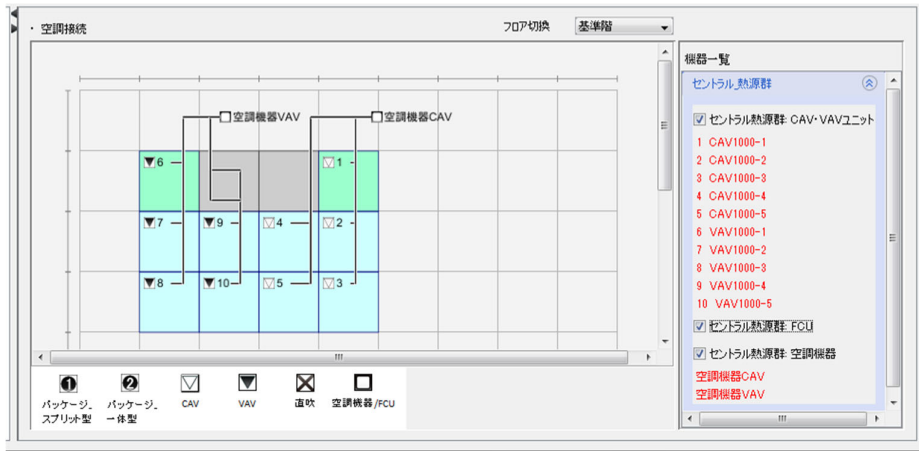 ・ 空調接続
フロア切換 基準階
空調機器VAV 空調機器CAV
6 1
7 9 4 2
8 10 5 3
❶ ❷
パッケージ_ パッケージ_ CAV VAV 直吹 空調機器/FCU
スプリット型 一体型
機器一覧
セントラル_熱源群
セントラル熱源群: CAV・VAVユニット
1 CAV1000-1
2 CAV1000-2
3 CAV1000-3
4 CAV1000-4
5 CAV1000-5
6 VAV1000-1
7 VAV1000-2
8 VAV1000-3
9 VAV1000-4
10 VAV1000-5
セントラル熱源群: FCU
セントラル熱源群: 空調機器
空調機器CAV
空調機器VAV